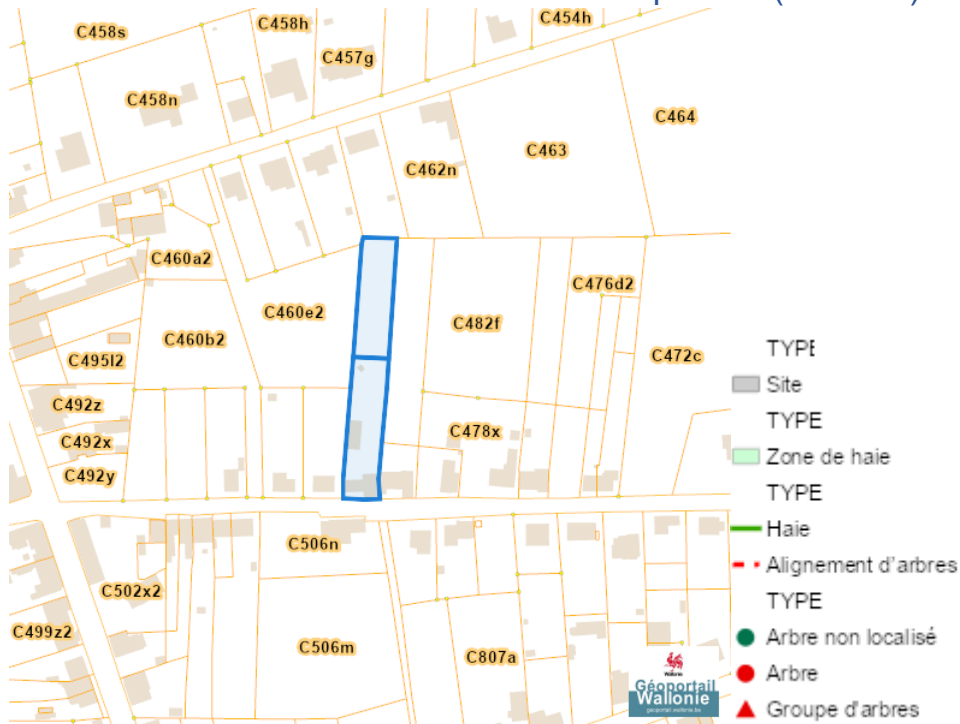 C458s
C458h
C454h
C457g
C458n
C464
C463
C462n
C460a2
C476d2
C460e2
C482f
C460b2
C472c
C495l2
C492z
C478x
C492x
C492y
C506n
C502x2
C499z2
C506m
C807a
TYPE
Site
TYPE
Zone de haie
TYPE
Haie
Alignement d'arbres
TYPE
Arbre non localisé
Arbre
Groupe d'arbres
Wallonie
Géoportail
Wallonie
geoportail.wallonie.be